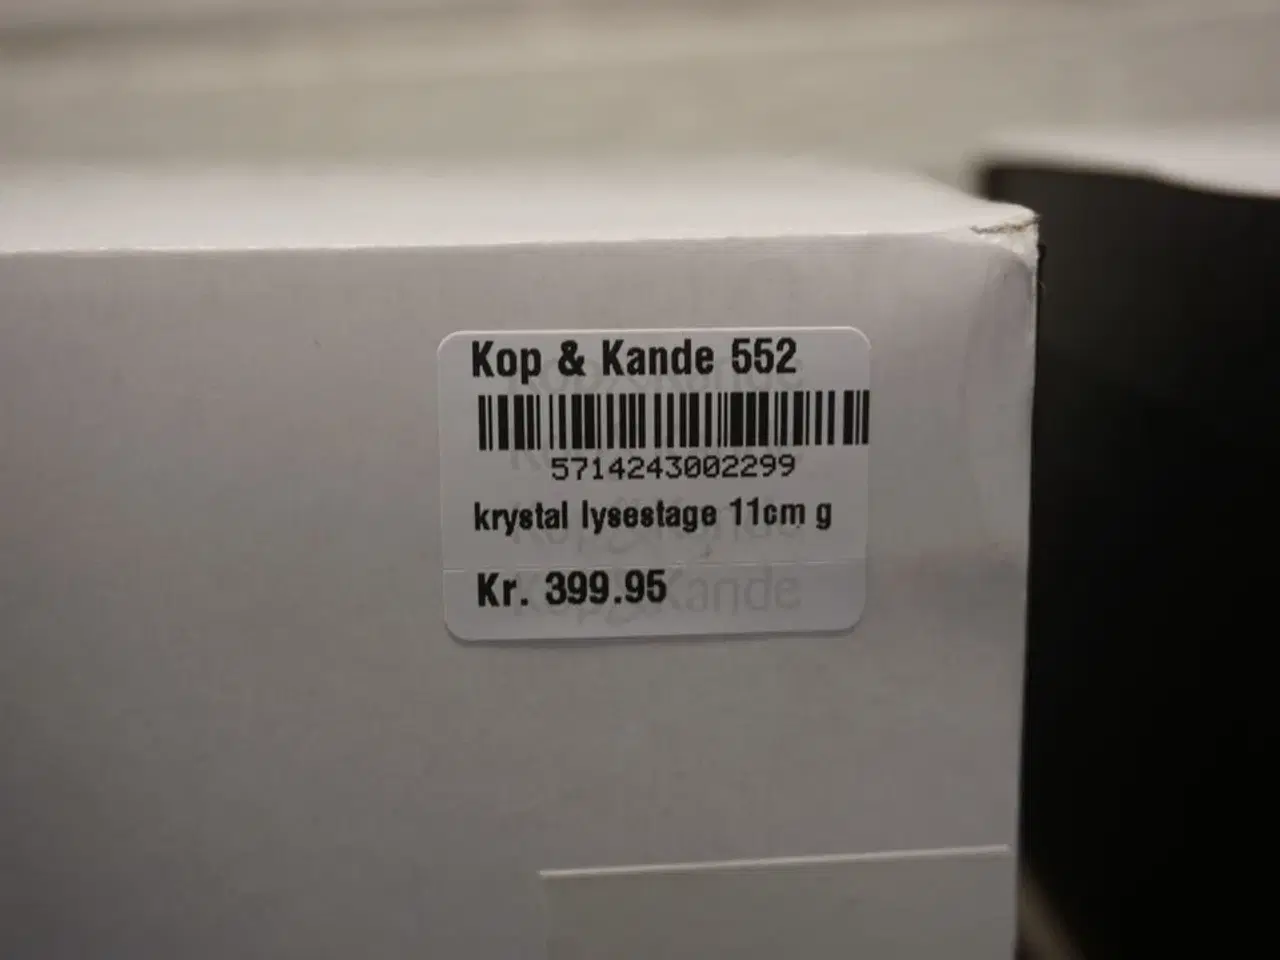 Kop & Kande 552
5714243002299
krystal lysestage 11cm g
Kr. 399.95